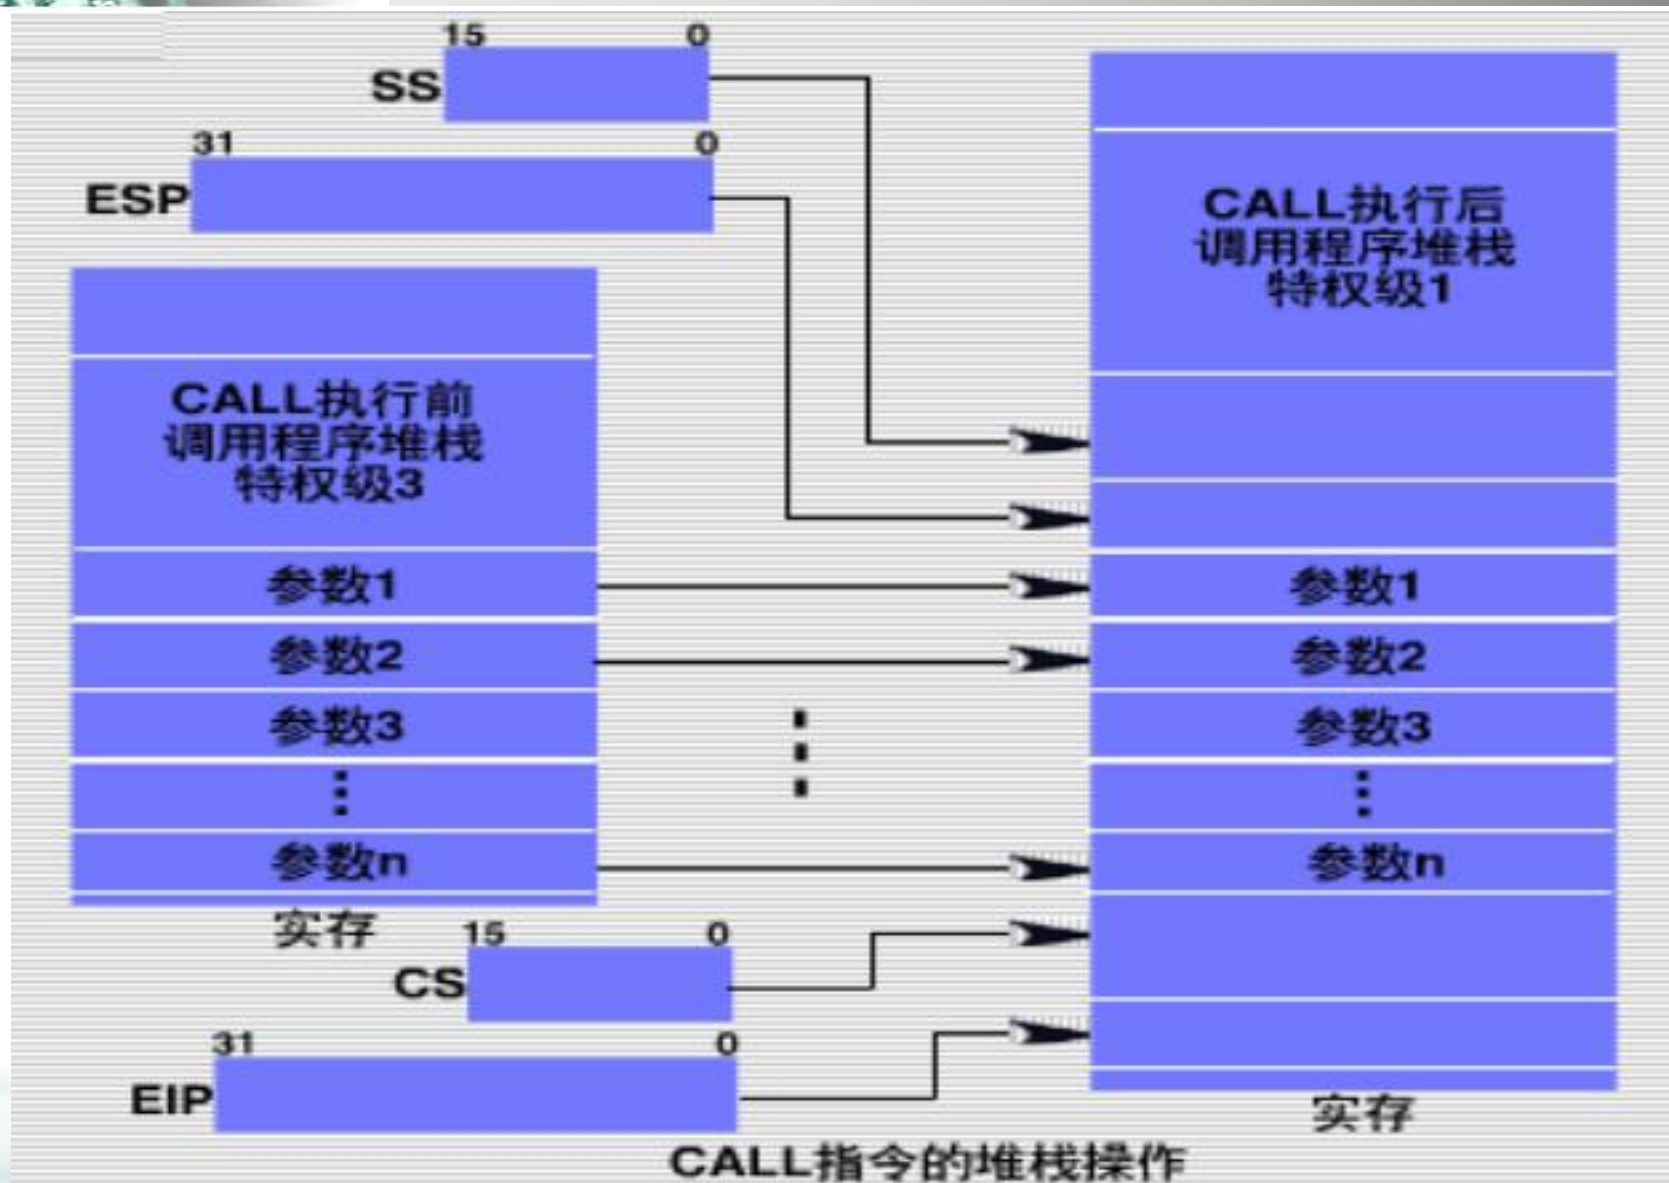 15 0
SS
31 0
ESP
CALL执行前
调用程序堆栈
特权级3
参数1
参数2
参数3
⋮
参数n
实存
CALL执行后
调用程序堆栈
特权级1
参数1
参数2
参数3
⋮
参数n
实存
15 0
CS
31 0
EIP
CALL指令的堆栈操作